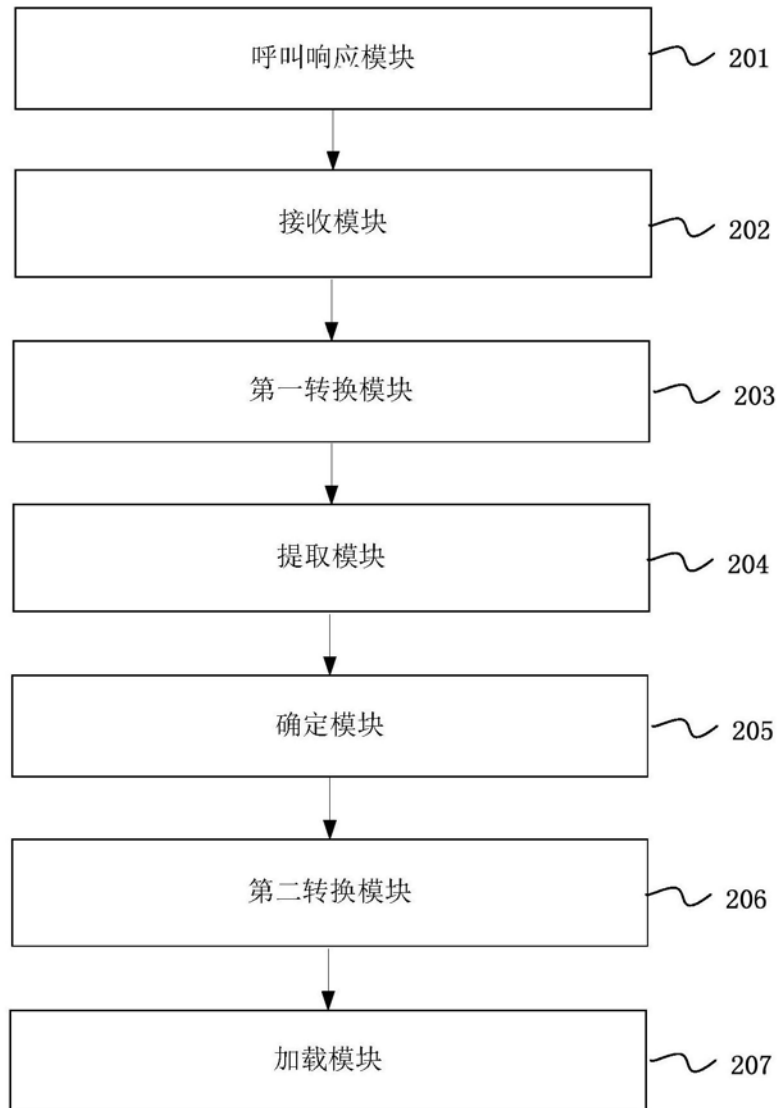 呼叫响应模块 201
接收模块 202
第一转换模块 203
提取模块 204
确定模块 205
第二转换模块 206
加载模块 207